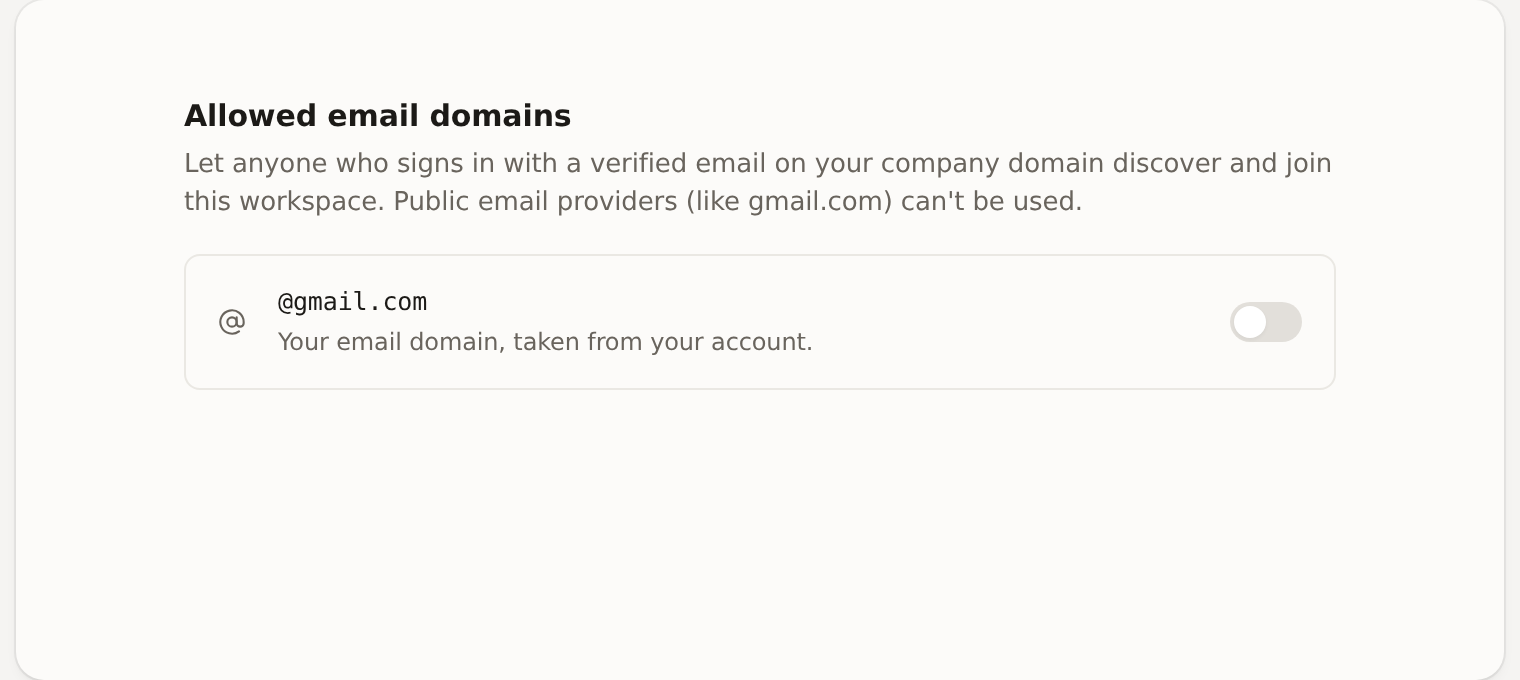 Allowed email domains
Let anyone who signs in with a verified email on your company domain discover and join
this workspace. Public email providers (like gmail.com) can't be used.
@
@gmail.com
Your email domain, taken from your account.